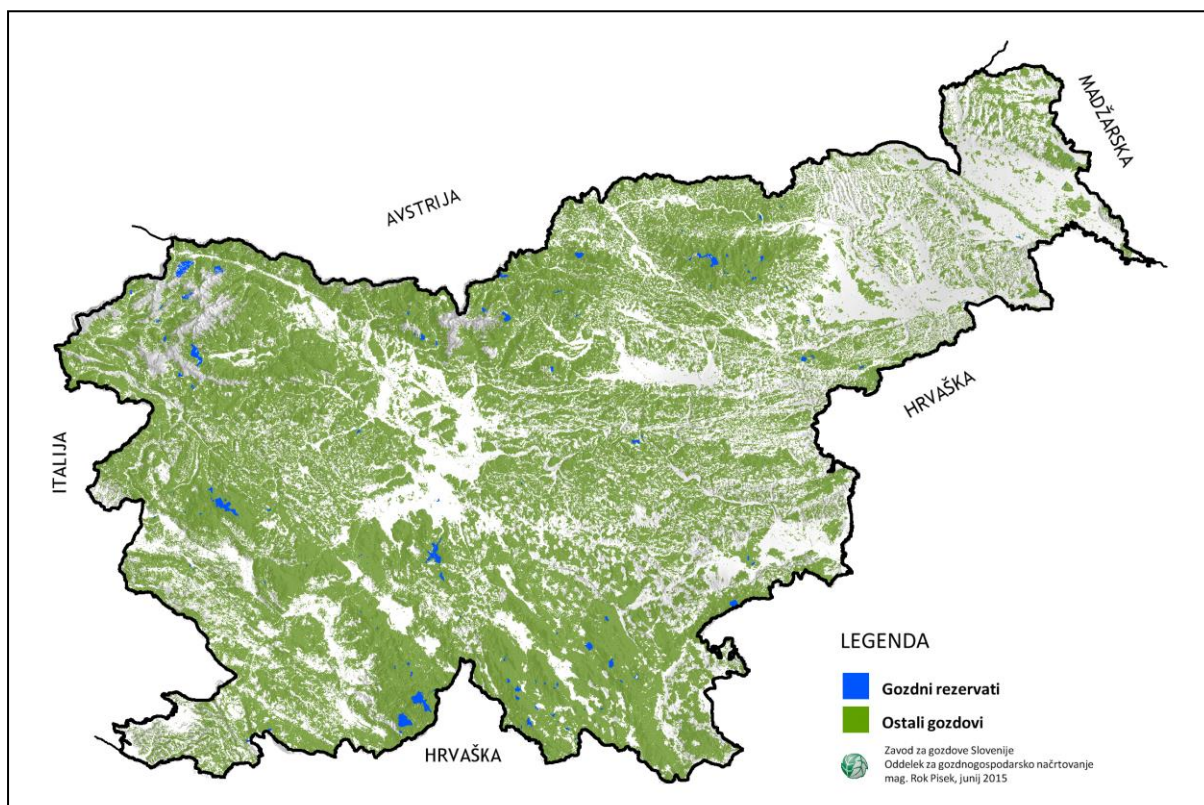 MADŽARSKA
AVSTRIJA
HRVAŠKA
ITALIJA
LEGENDA
Gozdni rezervati
Ostali gozdovi
HRVAŠKA
Zavod za gozdove Slovenije
Oddelek za gozdnogospodarsko načrtovanje
mag. Rok Pisek, junij 2015